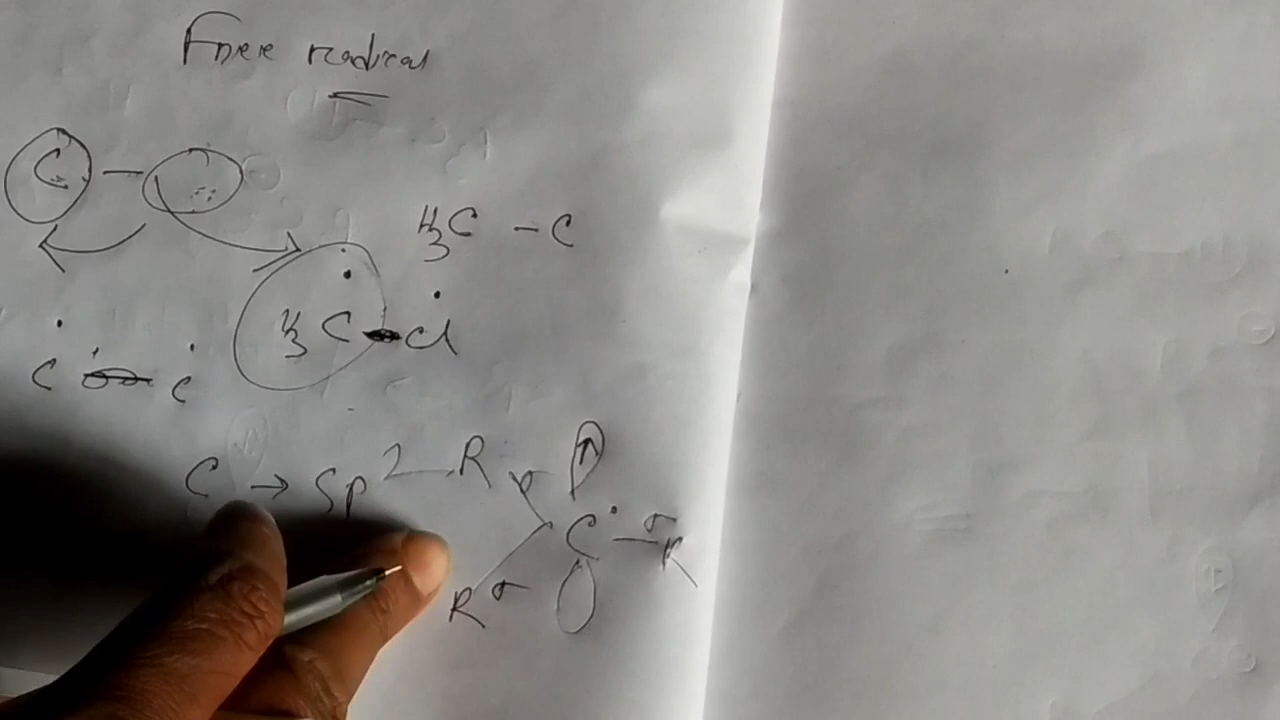 Free radical
C –
H3C – C
H3C Cl
C C
C → Sp2 R
C R
R